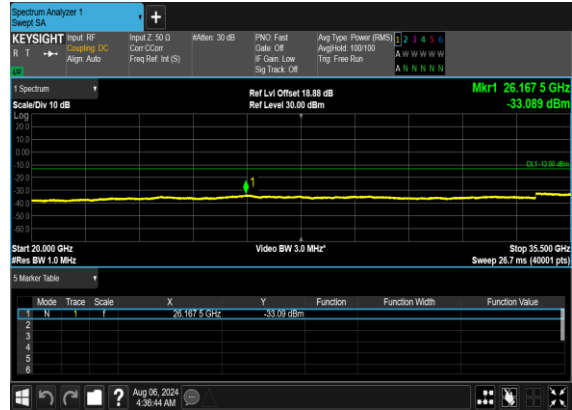 Spectrum Analyzer 1
Swept SA
+
KEYSIGHT Input: RF Input Z: 50 Ω #Atten: 30 dB PNO: Fast Avg Type: Power (RMS) 1 2 3 4 5 6
R T Coupling: DC Corr CCorr Gate: Off Avg|Hold: 100/100 A W W W W W
Align: Auto Freq Ref: Int (S) IF Gain: Low Trig: Free Run
Sig Track: Off A N N N N N
1 Spectrum Ref Lvl Offset 18.88 dB Mkr1 26.167 5 GHz
Scale/Div 10 dB Ref Level 30.00 dBm -33.089 dBm
Log
20.0
10.0
0.00
-10.0
DL1 -13.00 dBm
-20.0
1
-30.0
-40.0
-50.0
-60.0
Start 20.000 GHz Video BW 3.0 MHz* Stop 35.500 GHz
#Res BW 1.0 MHz Sweep 26.7 ms (40001 pts)
5 Marker Table
Mode Trace Scale X Y Function Function Width Function Value
1 N 1 f 26.167 5 GHz -33.09 dBm
2
3
4
5
6
? Aug 06, 2024
4:36:44 AM